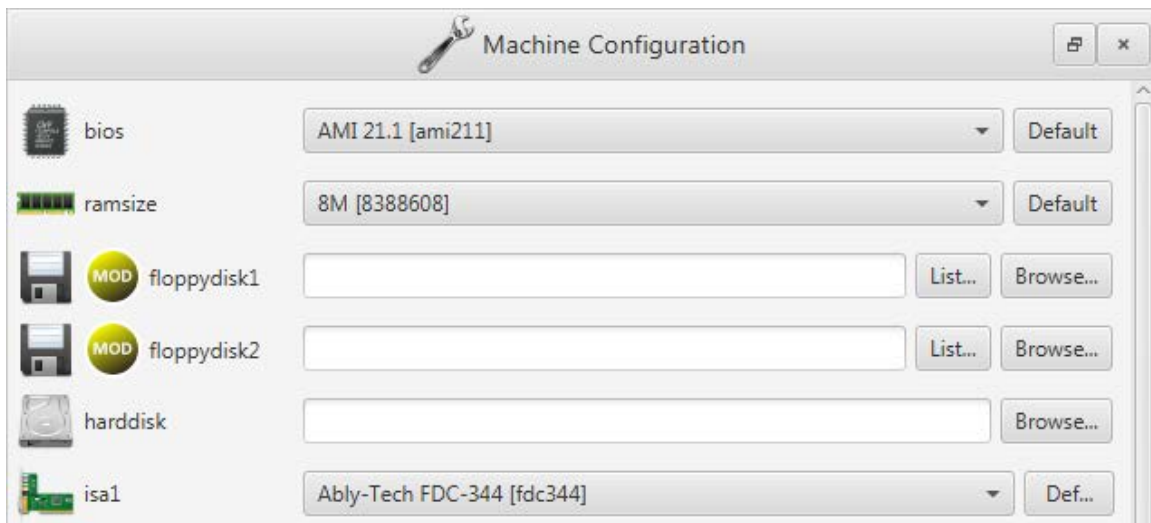 Machine Configuration
bios AMI 21.1 [ami211] Default
ramsize 8M [8388608] Default
MOD floppydisk1 List... Browse...
MOD floppydisk2 List... Browse...
harddisk Browse...
isa1 Ably-Tech FDC-344 [fdc344] Def...